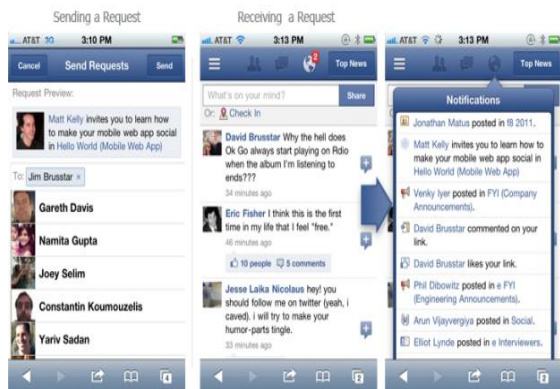 Sending a Request
Receiving a Request
AT&T 3G 3:10 PM
Cancel Send Requests Send
Request Preview:
Matt Kelly invites you to learn how
to make your mobile web app social
in Hello World (Mobile Web App)
To: Jim Brusstar ×
Gareth Davis
Namita Gupta
Joey Selim
Constantin Koumouzelis
Yariv Sadan
4
AT&T 3:13 PM
2
Top News
What's on your mind? Share
Or: Check In
David Brusstar Why the hell does
Ok Go always start playing on Rdio
when the album I'm listening to
ends???
34 minutes ago
Eric Fisher I think this is the first
time in my life that I feel "free."
46 minutes ago
10 people 5 comments
Jesse Laika Nicolaus hey! you
should follow me on twitter (yeah, i
caved). i will try to make your
humor-parts tingle.
33 minutes ago
2
AT&T 3:13 PM
Top News
Notifications
Jonathan Matus posted in f8 2011.
Matt Kelly invites you to learn how to
make your mobile web app social in
Hello World (Mobile Web App)
Venky Iyer posted in FYI (Company
Announcements).
David Brusstar commented on your
link.
David Brusstar likes your link.
Phil Dibowitz posted in e FYI
(Engineering Announcements).
Arun Vijayvergiya posted in Social.
Elliot Lynde posted in e Interviewers.
2